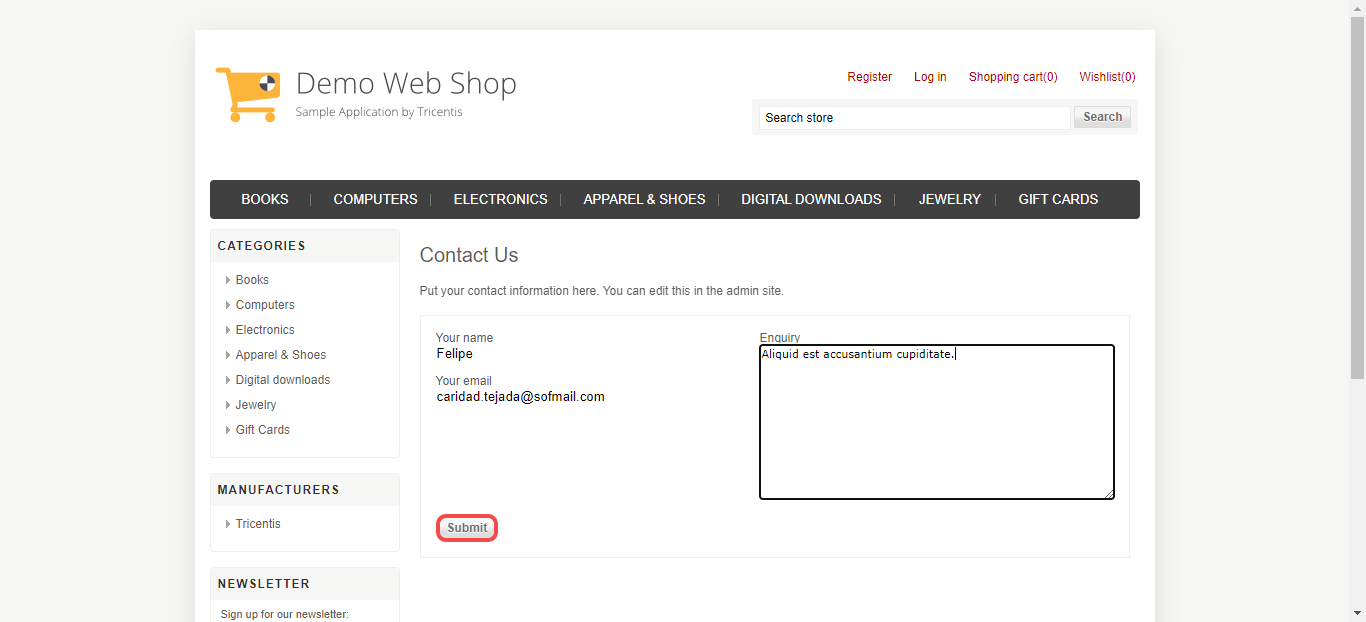 Demo Web Shop
Sample Application by Tricentis
Register Log in Shopping cart(0) Wishlist(0)
Search store Search
BOOKS COMPUTERS ELECTRONICS APPAREL & SHOES DIGITAL DOWNLOADS JEWELRY GIFT CARDS
CATEGORIES
Books
Computers
Electronics
Apparel & Shoes
Digital downloads
Jewelry
Gift Cards
MANUFACTURERS
Tricentis
NEWSLETTER
Sign up for our newsletter:
Contact Us
Put your contact information here. You can edit this in the admin site.
Your name
Felipe
Your email
caridad.tejada@sofmail.com
Enquiry
Aliquid est accusantium cupiditate.
Submit